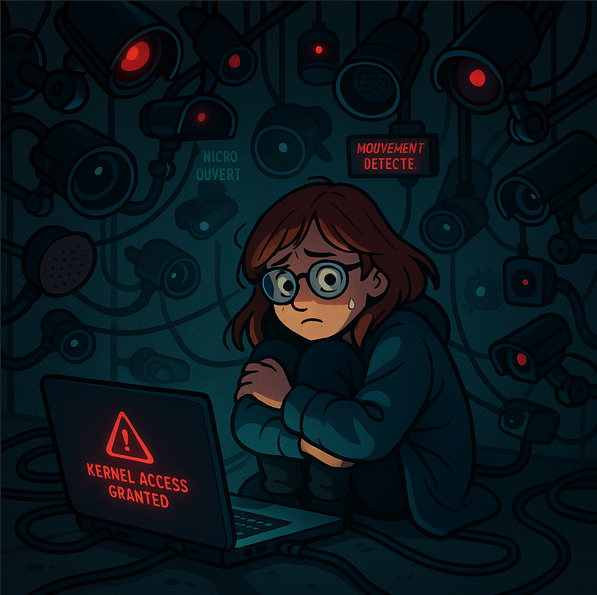 NICRO
OUVERT
MOUVEMENT
DETECTE.
KERNEL ACCESS
GRANTED